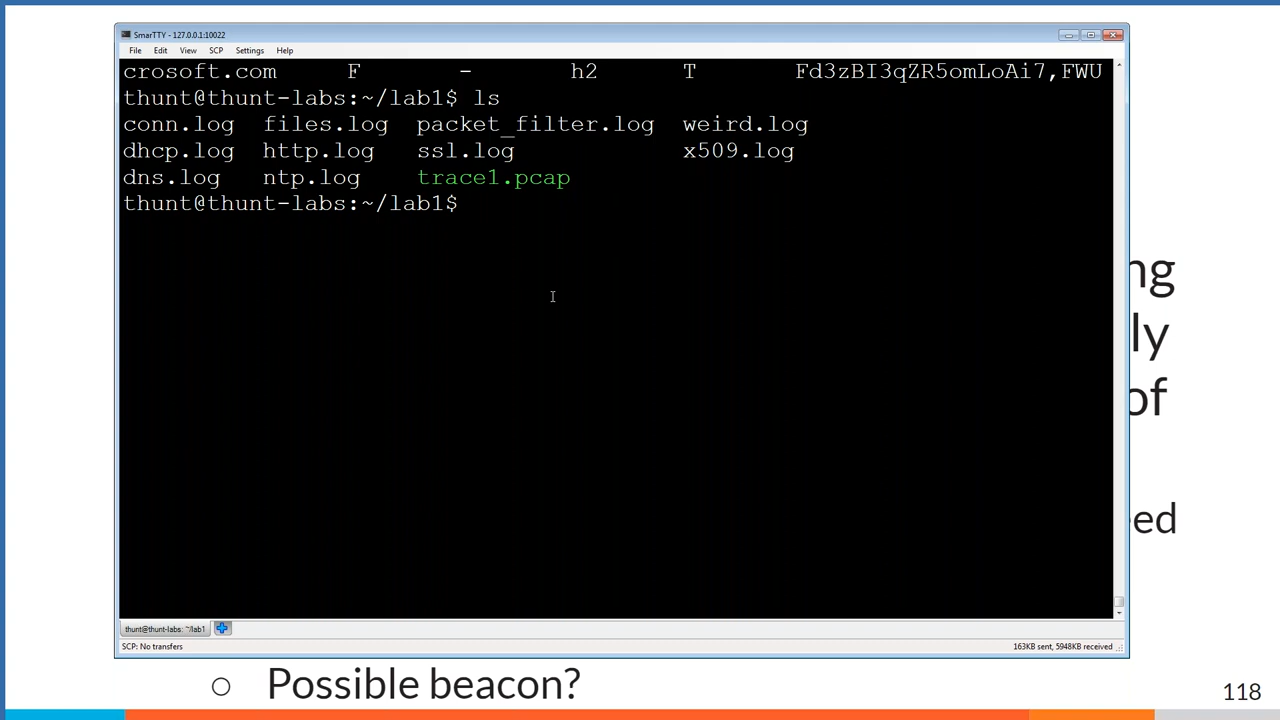 SmarTTY - 127.0.0.1:10022
File Edit View SCP Settings Help
crosoft.com F - h2 T Fd3zBI3qZR5omLoAi7,FWU
thunt@thunt-labs:~/lab1$ ls
conn.log files.log packet_filter.log weird.log
dhcp.log http.log ssl.log x509.log
dns.log ntp.log trace1.pcap
thunt@thunt-labs:~/lab1$
ng
ly
of
eed
thunt@thunt-labs: ~/lab1
SCP: No transfers 163KB sent, 5948KB received
○ Possible beacon?
118